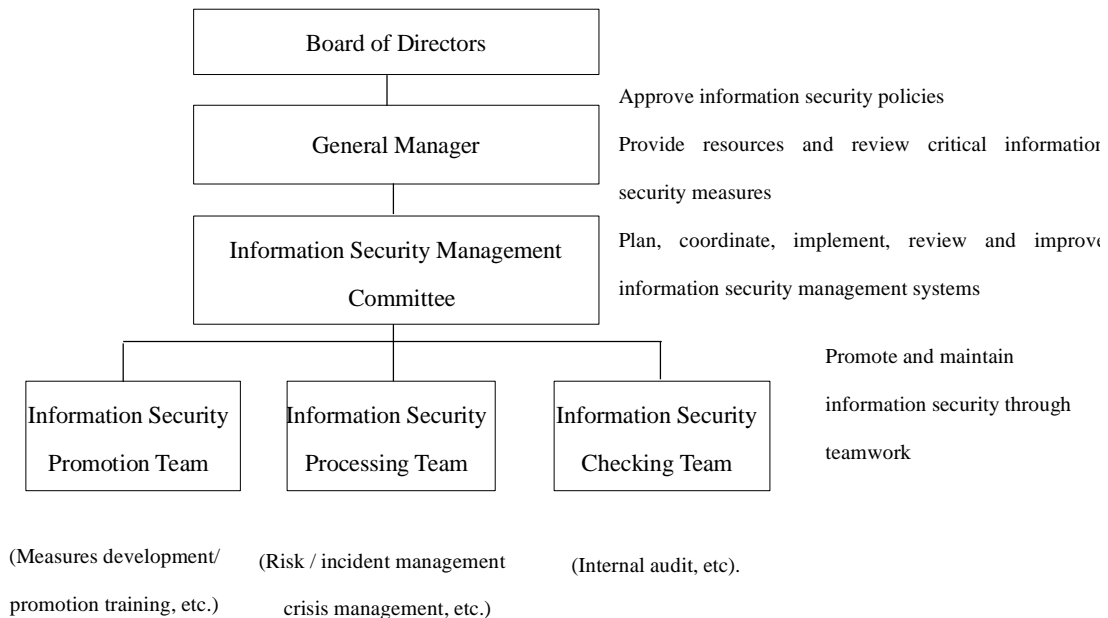 Board of Directors
Approve information security policies
General Manager
Provide resources and review critical information
security measures
Information Security Management
Committee
Plan, coordinate, implement, review and improve
information security management systems
Promote and maintain
information security through
teamwork
Information Security
Promotion Team
Information Security
Processing Team
Information Security
Checking Team
(Measures development/
promotion training, etc.)
(Risk / incident management
crisis management, etc.)
(Internal audit, etc).